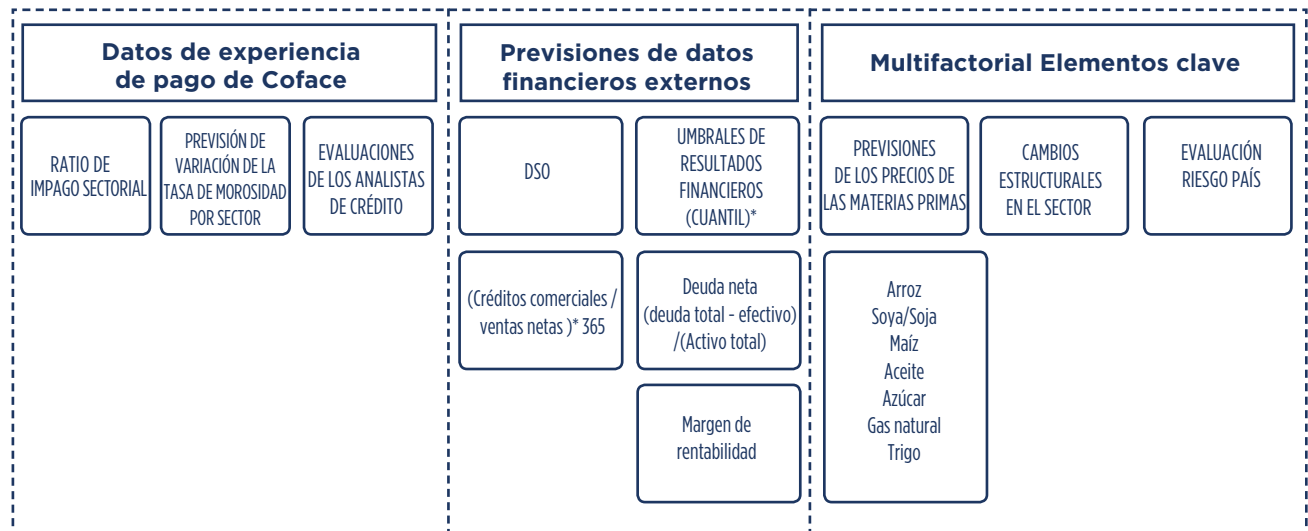 Datos de experiencia
de pago de Coface
RATIO DE
IMPAGO SECTORIAL
PREVISIÓN DE
VARIACIÓN DE LA
TASA DE MOROSIDAD
POR SECTOR
EVALUACIONES
DE LOS ANALISTAS
DE CRÉDITO
Previsiones de datos
financieros externos
DSO
UMBRALES DE
RESULTADOS
FINANCIEROS
(CUANTIL)*
(Créditos comerciales /
ventas netas )* 365
Deuda neta
(deuda total - efectivo)
/(Activo total)
Margen de
rentabilidad
Multifactorial Elementos clave
PREVISIONES
DE LOS PRECIOS DE
LAS MATERIAS PRIMAS
CAMBIOS
ESTRUCTURALES
EN EL SECTOR
EVALUACIÓN
RIESGO PAÍS
Arroz
Soya/Soja
Maíz
Aceite
Azúcar
Gas natural
Trigo